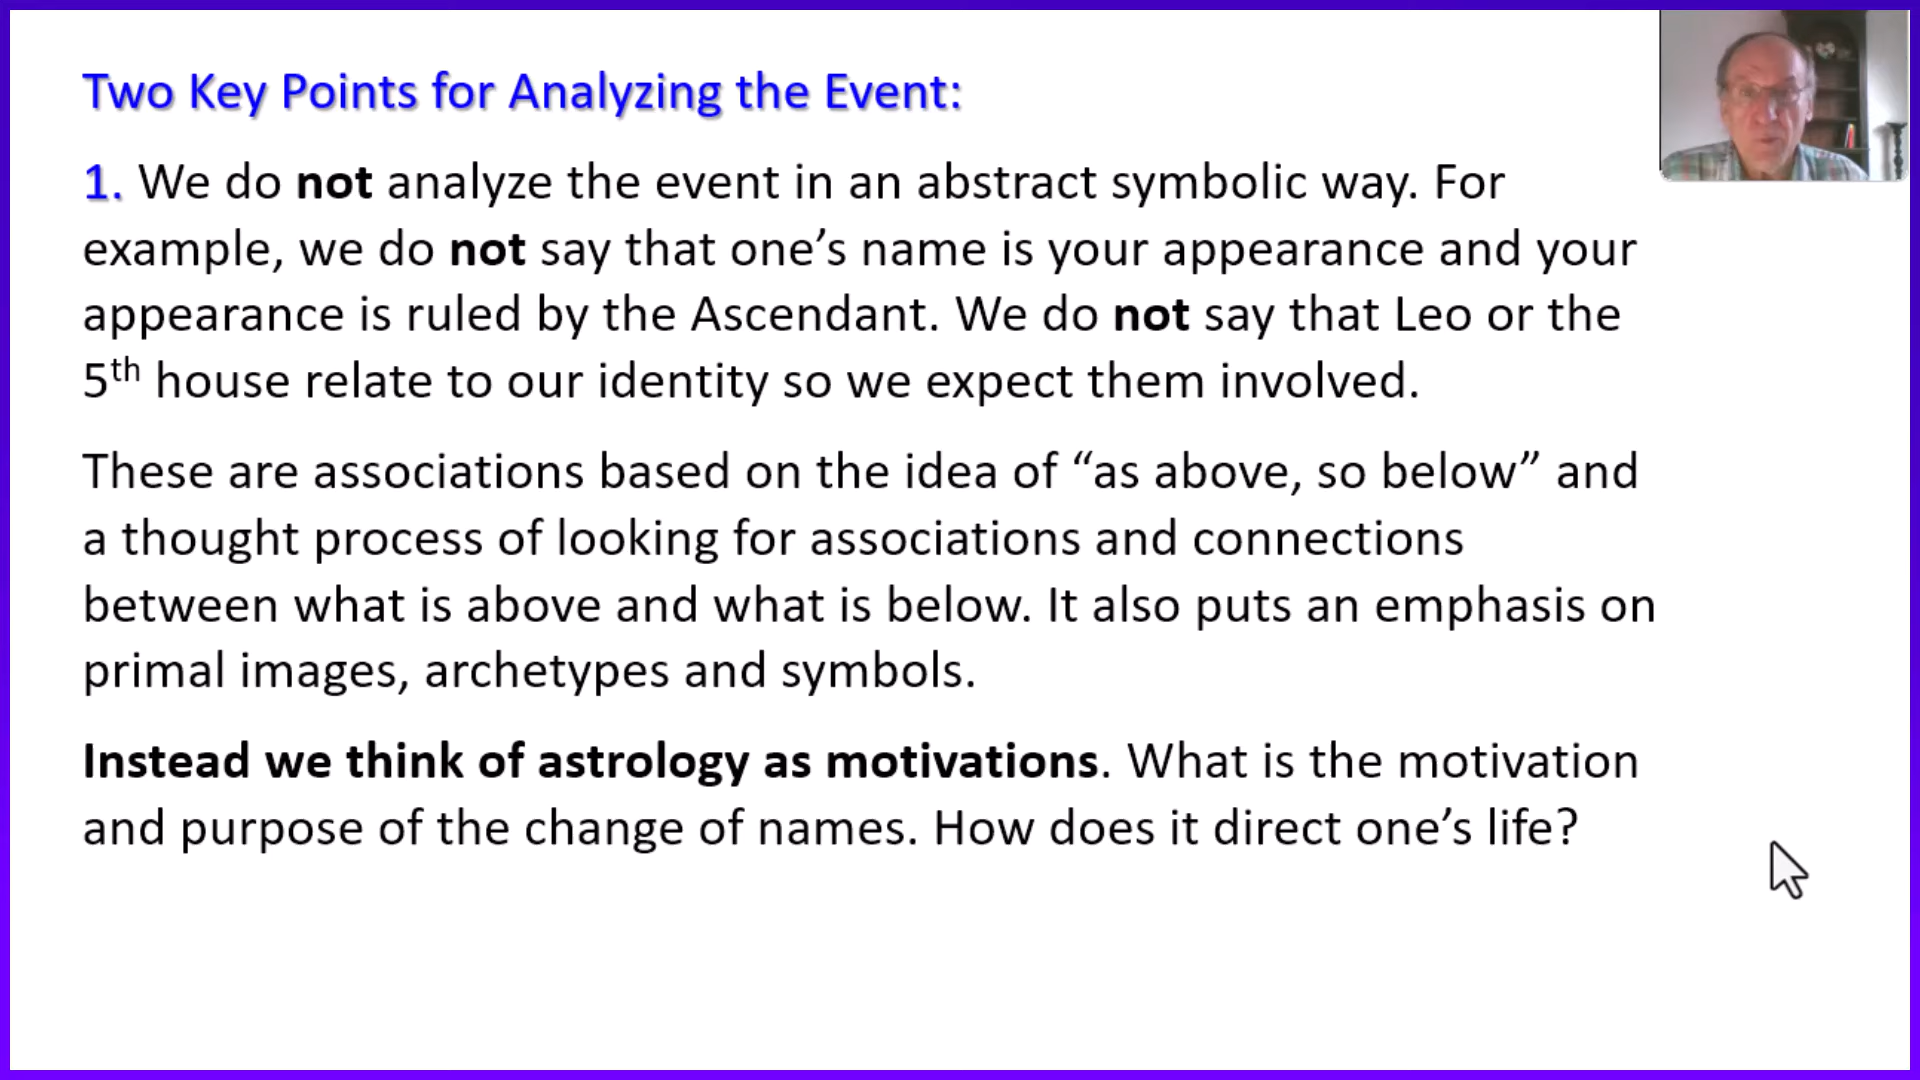 Two Key Points for Analyzing the Event:
1. We do not analyze the event in an abstract symbolic way. For
example, we do not say that one’s name is your appearance and your
appearance is ruled by the Ascendant. We do not say that Leo or the
5th house relate to our identity so we expect them involved.
These are associations based on the idea of “as above, so below” and
a thought process of looking for associations and connections
between what is above and what is below. It also puts an emphasis on
primal images, archetypes and symbols.
Instead we think of astrology as motivations. What is the motivation
and purpose of the change of names. How does it direct one’s life?